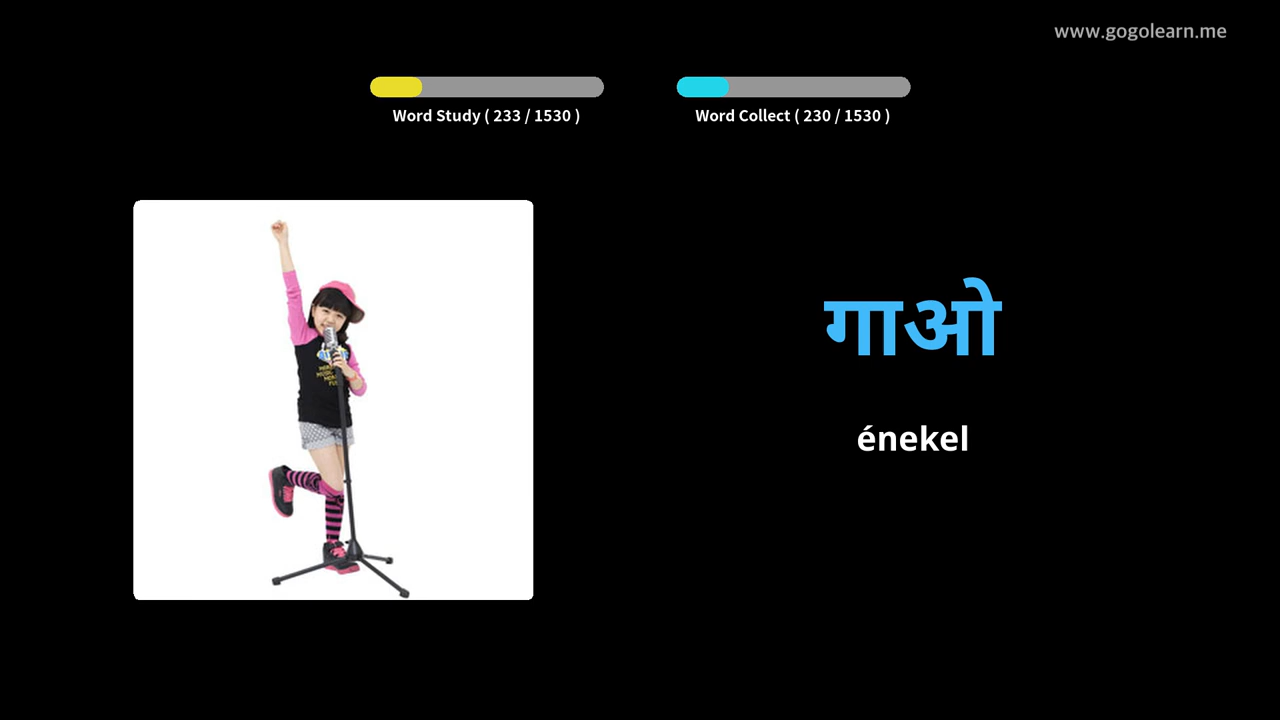 www.gogolearn.me
Word Study ( 233 / 1530 )
Word Collect ( 230 / 1530 )
गाओ
énekel